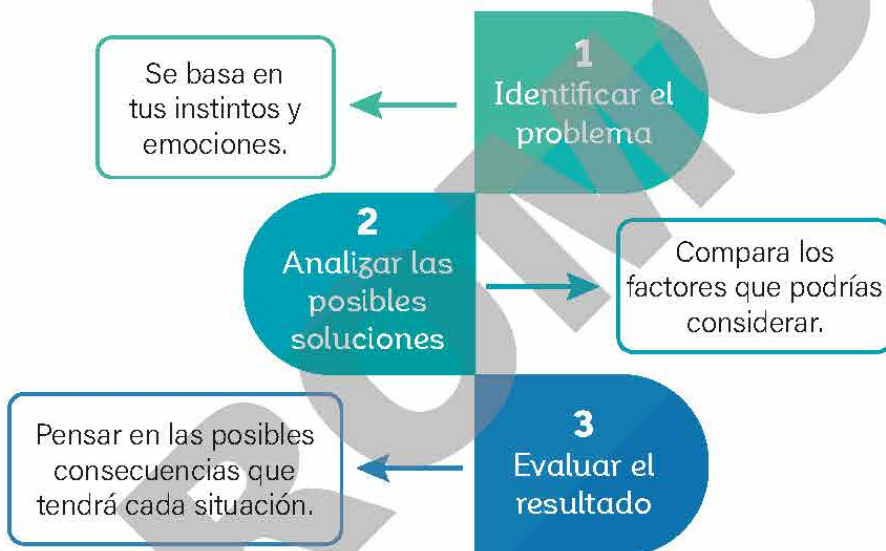 1
Identificar el
problema
Se basa en
tus instintos y
emociones.
2
Analizar las
posibles
soluciones
Compara los
factores que podrías
considerar.
3
Evaluar el
resultado
Pensar en las posibles
consecuencias que
tendrá cada situación.